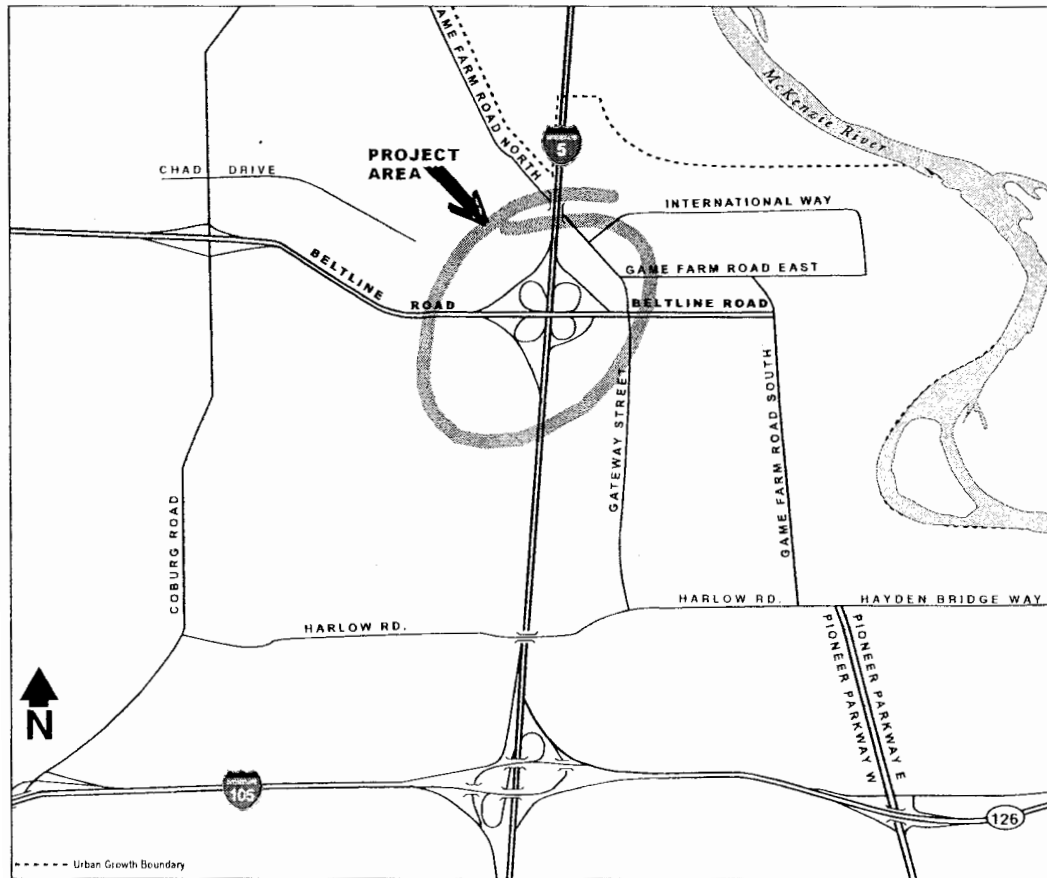 GAME FARM ROAD NORTH
McKenzie River
5
PROJECT
AREA
CHAD DRIVE
INTERNATIONAL WAY
GAME FARM ROAD EAST
BELTLINE
ROAD
BELTLINE ROAD
GATEWAY STREET
GAME FARM ROAD SOUTH
COBURG ROAD
HARLOW RD.
HAYDEN BRIDGE WAY
HARLOW RD.
PIONEER PARKWAY W
PIONEER PARKWAY E
N
105
126
Urban Growth Boundary